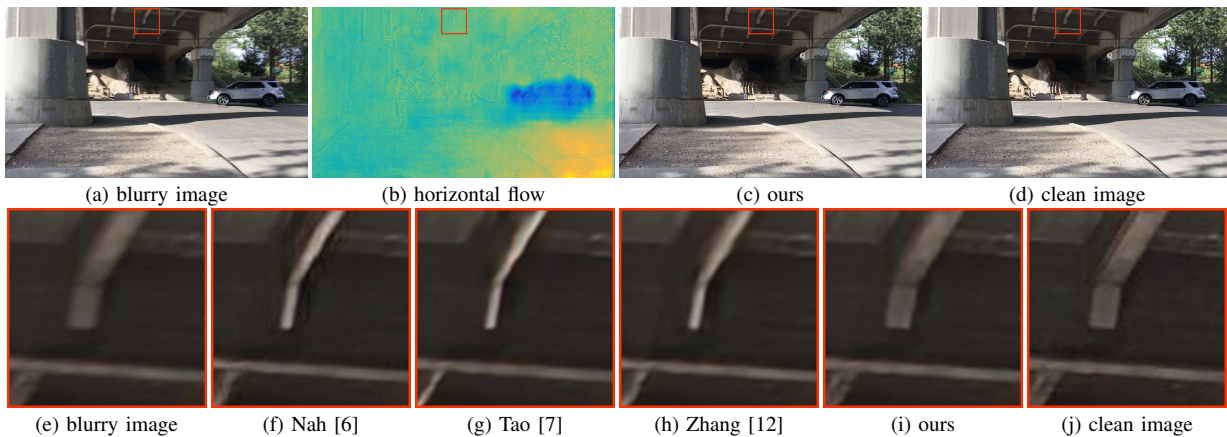 (a) blurry image
(b) horizontal flow
(c) ours
(d) clean image
(e) blurry image
(f) Nah [6]
(g) Tao [7]
(h) Zhang [12]
(i) ours
(j) clean image